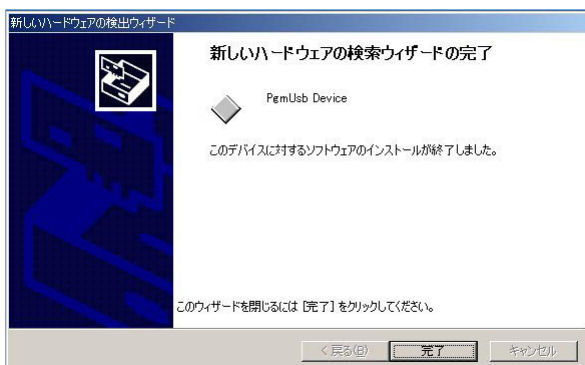 新しいハードウェアの検出ウィザード
新しいハードウェアの検索ウィザードの完了
PgmUsb Device
このデバイスに対するソフトウェアのインストールが終了しました。
このウィザードを閉じるには [完了] をクリックしてください。
< 戻る(B)
完了
キャンセル